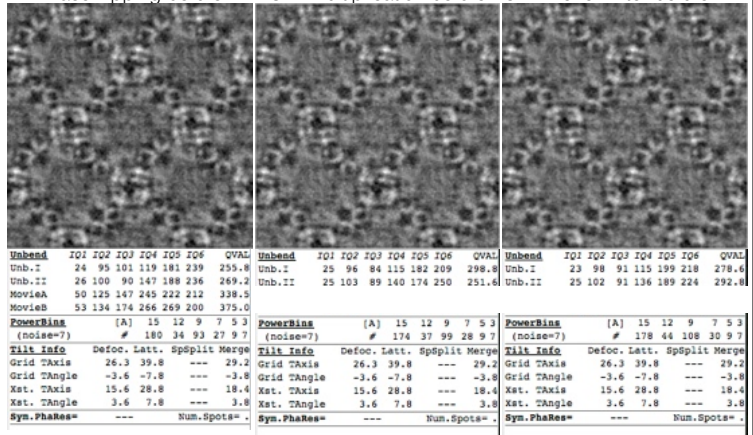 Unbend IQ1 IQ2 IQ3 IQ4 IQ5 IQ6 QVAL
Unb.I 24 95 101 119 181 239 255.8
Unb.II 26 100 90 147 188 236 269.2
MovieA 50 125 147 245 222 212 338.5
MovieB 53 134 174 266 269 200 375.0
PowerBins [A] 15 12 9 7 5 3
(noise=7) # 180 34 93 27 9 7
Tilt Info Defoc. Latt. SpSplit Merge
Grid TAxis 26.3 39.8 --- 29.2
Grid TAngle -3.6 -7.8 --- -3.8
Xst. TAxis 15.6 28.8 --- 18.4
Xst. TAngle 3.6 7.8 --- 3.8
Sym.PhaRes= --- Num.Spots= .
Unbend IQ1 IQ2 IQ3 IQ4 IQ5 IQ6 QVAL
Unb.I 25 96 84 115 182 209 298.8
Unb.II 25 103 89 140 174 250 251.6
PowerBins [A] 15 12 9 7 5 3
(noise=7) # 174 37 99 28 9 7
Tilt Info Defoc. Latt. SpSplit Merge
Grid TAxis 26.3 39.8 --- 29.2
Grid TAngle -3.6 -7.8 --- -3.8
Xst. TAxis 15.6 28.8 --- 18.4
Xst. TAngle 3.6 7.8 --- 3.8
Sym.PhaRes= --- Num.Spots= .
Unbend IQ1 IQ2 IQ3 IQ4 IQ5 IQ6 QVAL
Unb.I 23 98 91 115 199 218 278.6
Unb.II 25 102 91 136 189 224 292.8
PowerBins [A] 15 12 9 7 5 3
(noise=7) # 178 44 108 30 9 7
Tilt Info Defoc. Latt. SpSplit Merge
Grid TAxis 26.3 39.8 --- 29.2
Grid TAngle -3.6 -7.8 --- -3.8
Xst. TAxis 15.6 28.8 --- 18.4
Xst. TAngle 3.6 7.8 --- 3.8
Sym.PhaRes= --- Num.Spots= .